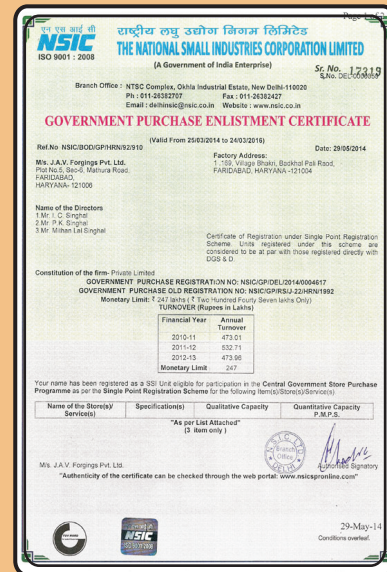 Page 1 of 2
एन एस आई सी
NSIC
ISO 9001 : 2008
राष्ट्रीय लघु उद्योग निगम लिमिटेड
THE NATIONAL SMALL INDUSTRIES CORPORATION LIMITED
(A Government of India Enterprise)
Sr. No. 17319
Branch Office : NTSC Complex, Okhla Industrial Estate, New Delhi-110020
Ph : 011-26382707 Fax : 011-26382427
Email : delhinsic@nsic.co.in Website : www.nsic.co.in
GOVERNMENT PURCHASE ENLISTMENT CERTIFICATE
(Valid From 25/03/2014 to 24/03/2016)
Ref.No NSIC/BOD/GP/HRN/92/910 Date: 29/05/2014
M/s. J.A.V. Forgings Pvt. Ltd.
Plot No.5, Sec-6, Mathura Road,
FARIDABAD,
HARYANA- 121006
Factory Address:
1 .159, Village Bhakri, Badkhal Pali Raod,
FARIDABAD, HARYANA -121004
Name of the Directors
1.Mr. I.C. Singhal
2.Mr. P.K. Singhal
3.Mr. Mithan Lal Singhal
Certificate of Registration under Single Point Registration
Scheme. Units registered under this scheme are
considered to be at par with those registered directly with
DGS & D.
Constitution of the firm- Private Limited
GOVERNMENT PURCHASE REGISTRATION NO: NSIC/GP/DEL/2014/0004617
GOVERNMENT PURCHASE OLD REGISTRATION NO: NSIC/GP/RS/J-22/HRN/1992
Monetary Limit: ₹ 247 lakhs ( ₹ Two Hundred Fourty Seven lakhs Only)
TURNOVER (Rupees in Lakhs)
Financial Year Annual Turnover
2010-11 473.01
2011-12 532.71
2012-13 473.98
Monetary Limit 247
Your name has been registered as a SSI Unit eligible for participation in the Central Government Store Purchase
Programme as per the Single Point Registration Scheme for the following Item(s)/Store(s)/Service(s)
Name of the Store(s)/ Service(s) Specification(s) Qualitative Capacity Quantitative Capacity P.M.P.S.
"As per List Attached"
(3 item only )
N.S.I.C. LTD
Branch
Office
DELHI
M/s. J.A.V. Forgings Pvt. Ltd. Authorised Signatory
"Authenticity of the certificate can be checked through the web portal: www.nsicspronline.com"
NSIC
29-May-14
Conditions overleaf.